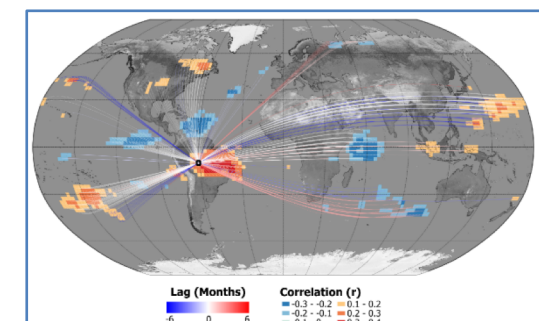 Lag (Months)
-6 0 6
Correlation (r)
-0.3 - -0.2 0.1 - 0.2
-0.2 - -0.1 0.2 - 0.3